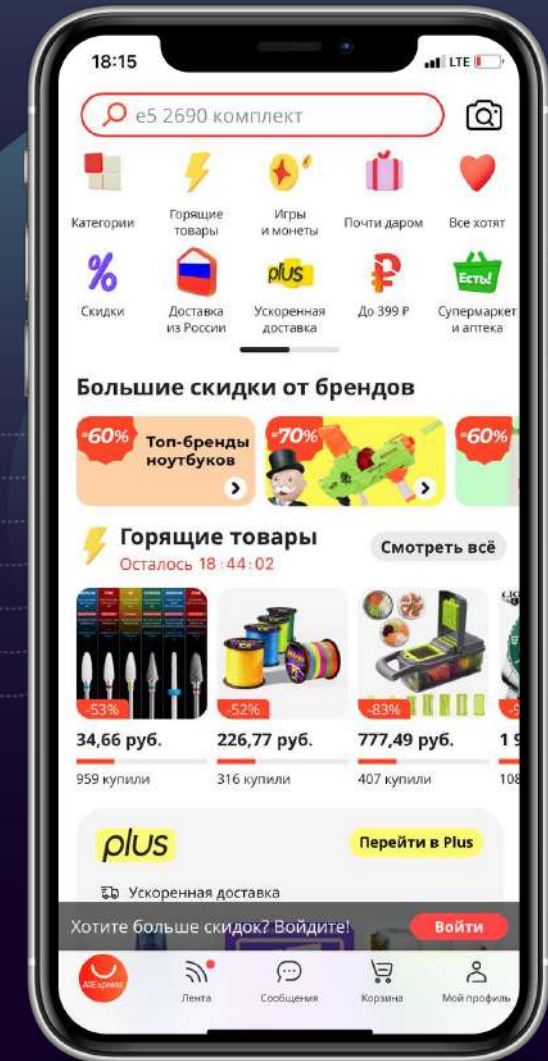 18:15
LTE
e5 2690 комплект
Категории
Горящие
товары
Игры
и монеты
Почти даром
Все хотят
plus
Есть!
Скидки
Доставка
из России
Ускоренная
доставка
До 399 ₽
Супермаркет
и аптека
Большие скидки от брендов
-60%
Топ-бренды
ноутбуков
-70%
-60%
Горящие товары
Осталось 18:44:02
Смотреть всё
-53%
-52%
-83%
34,66 руб.
226,77 руб.
777,49 руб.
959 купили
316 купили
407 купили
plus
Перейти в Plus
Ускоренная доставка
Хотите больше скидок? Войдите!
Войти
AliExpress
Лента
Сообщения
Корзина
Мой профиль